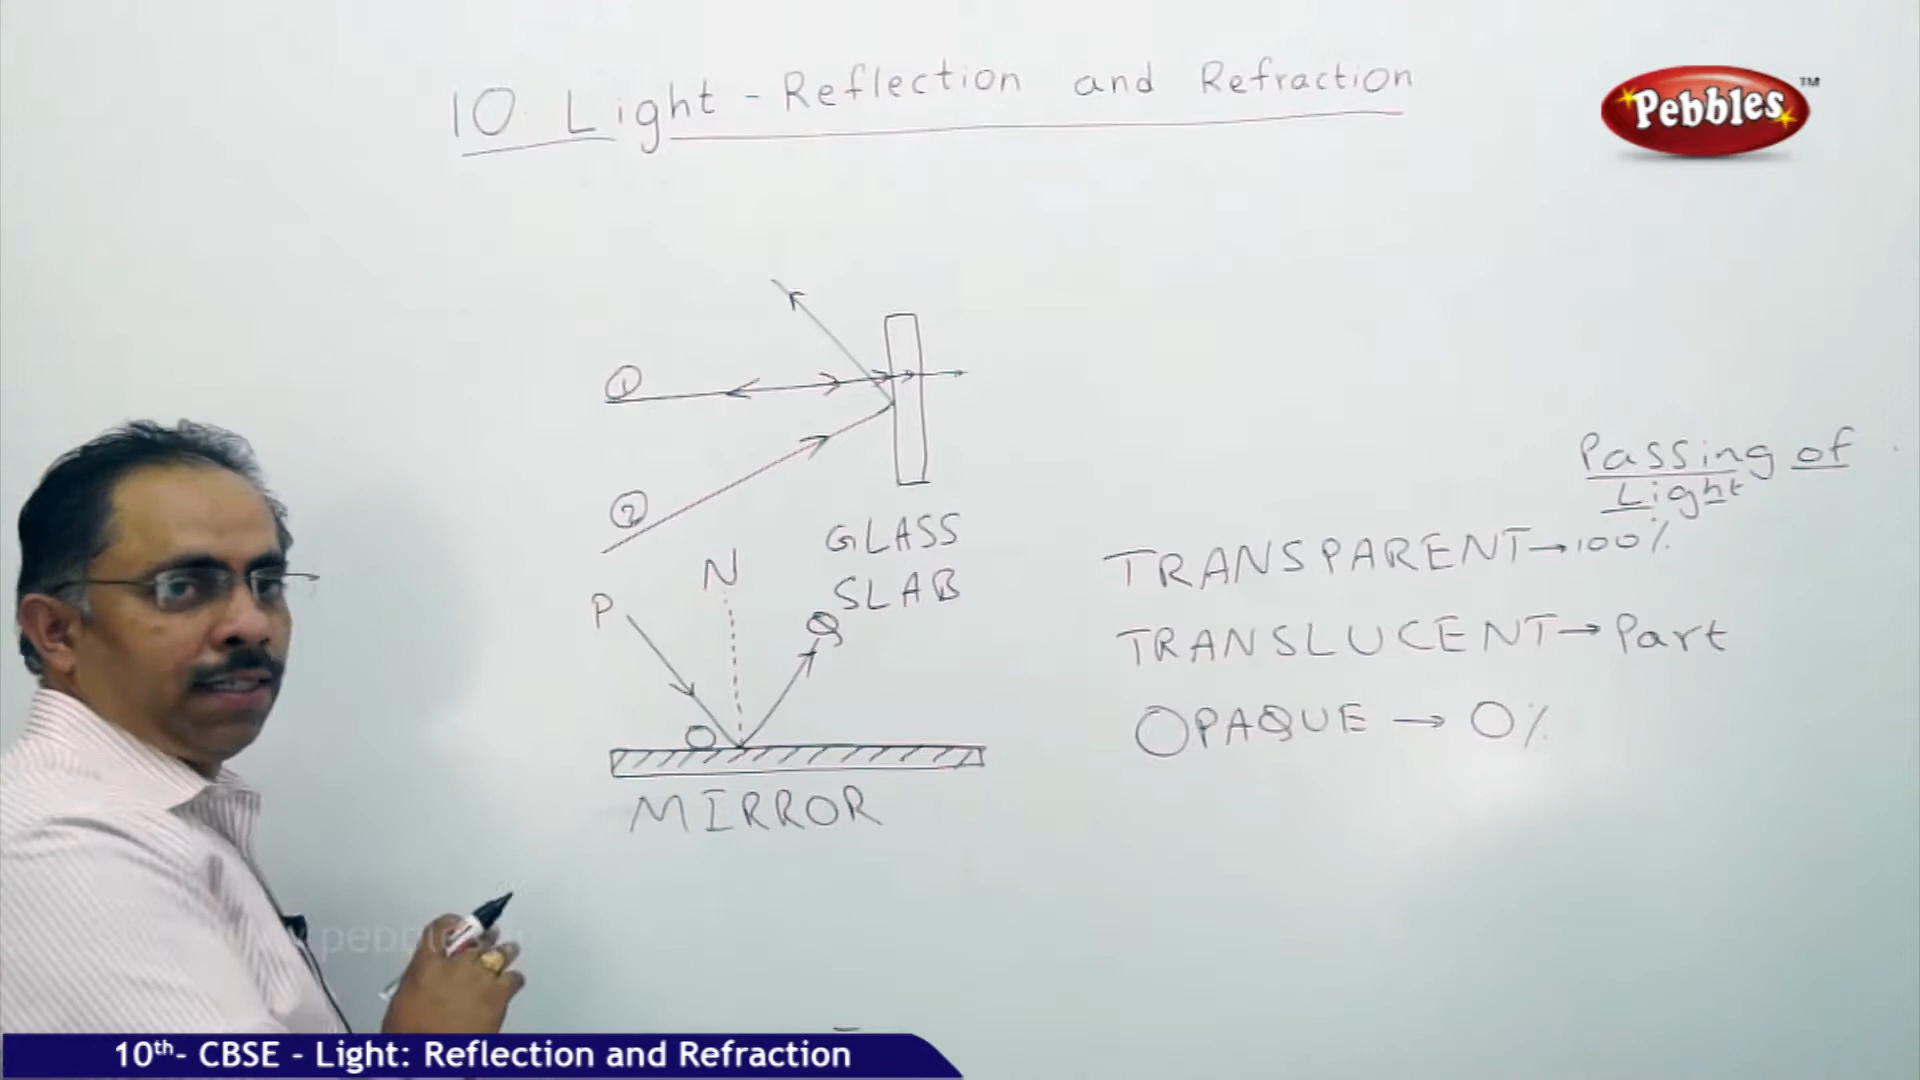 10 Light - Reflection and Refraction
Pebbles™
1
2
GLASS
SLAB
N
P
Q
O
MIRROR
Passing of
Light
TRANSPARENT → 100%
TRANSLUCENT → Part
OPAQUE → 0%
10th- CBSE - Light: Reflection and Refraction